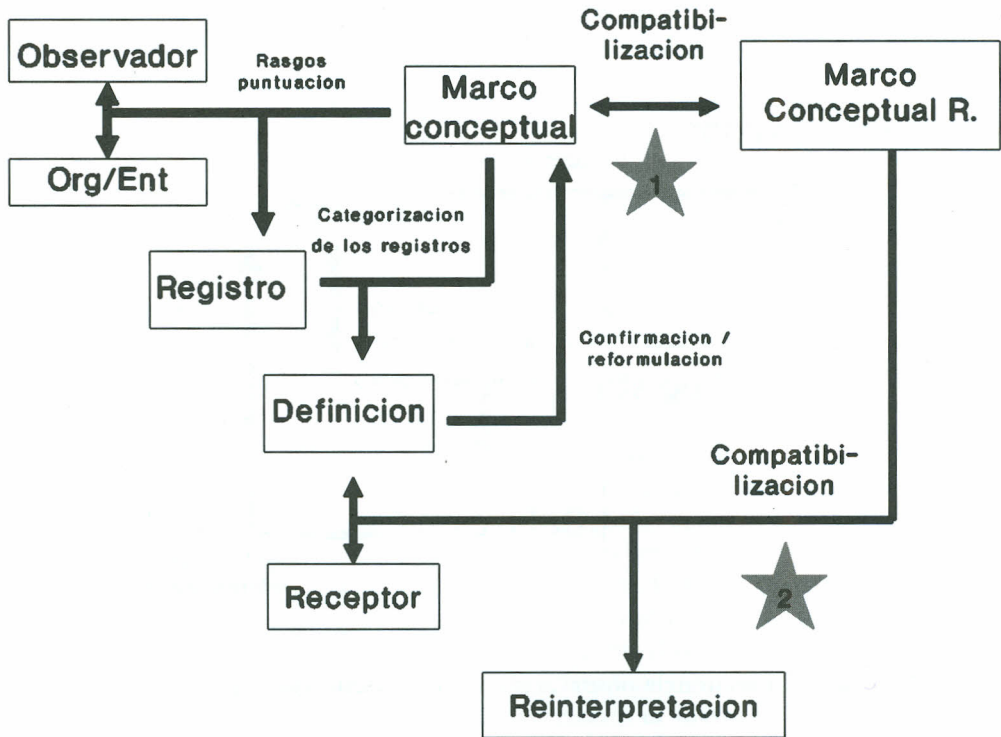 Observador
Rasgos
puntuacion
Org/Ent
Marco
conceptual
Compatibi-
lizacion
Marco
Conceptual R.
1
Categorizacion
de los registros
Registro
Confirmacion /
reformulacion
Definicion
Compatibi-
lizacion
Receptor
2
Reinterpretacion